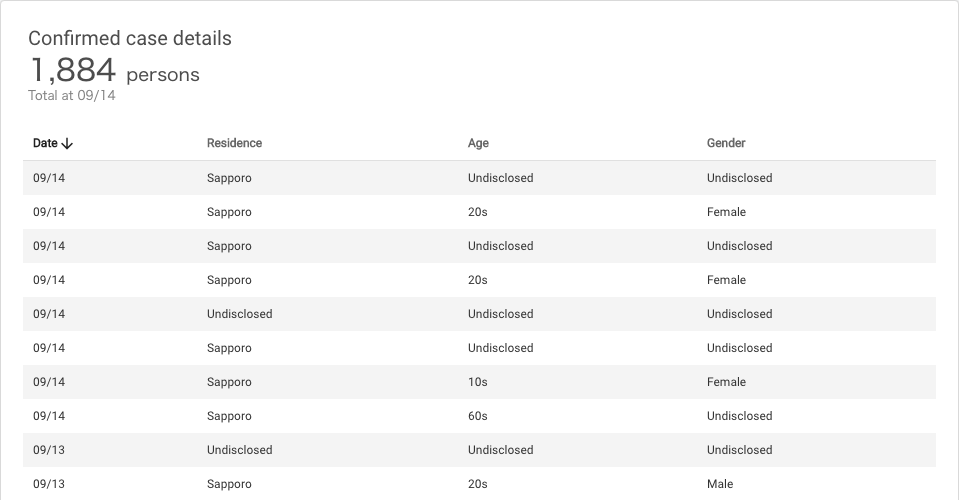 Confirmed case details
1,884 persons
Total at 09/14
Date Residence Age Gender
09/14 Sapporo Undisclosed Undisclosed
09/14 Sapporo 20s Female
09/14 Sapporo Undisclosed Undisclosed
09/14 Sapporo 20s Female
09/14 Undisclosed Undisclosed Undisclosed
09/14 Sapporo Undisclosed Undisclosed
09/14 Sapporo 10s Female
09/14 Sapporo 60s Undisclosed
09/13 Undisclosed Undisclosed Undisclosed
09/13 Sapporo 20s Male